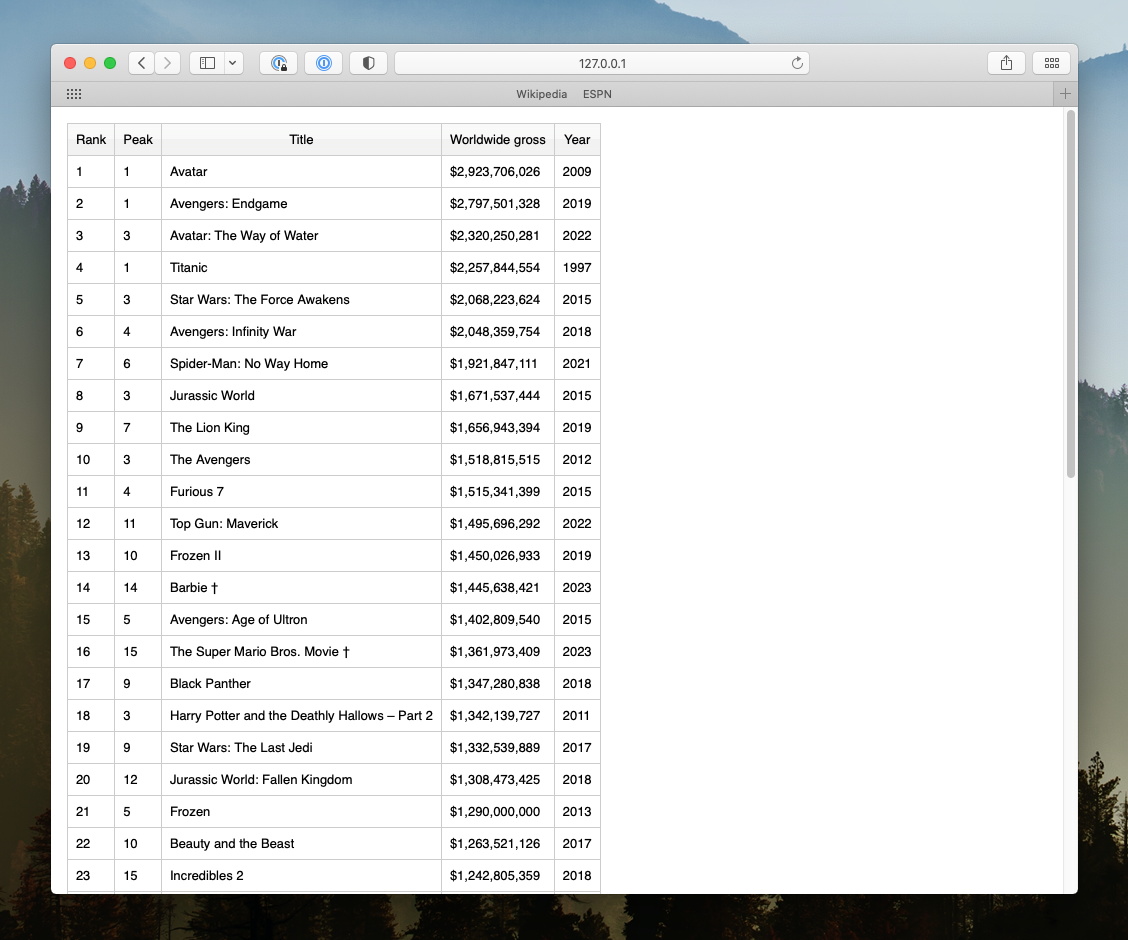 127.0.0.1
Wikipedia ESPN
Rank Peak Title Worldwide gross Year
1 1 Avatar $2,923,706,026 2009
2 1 Avengers: Endgame $2,797,501,328 2019
3 3 Avatar: The Way of Water $2,320,250,281 2022
4 1 Titanic $2,257,844,554 1997
5 3 Star Wars: The Force Awakens $2,068,223,624 2015
6 4 Avengers: Infinity War $2,048,359,754 2018
7 6 Spider-Man: No Way Home $1,921,847,111 2021
8 3 Jurassic World $1,671,537,444 2015
9 7 The Lion King $1,656,943,394 2019
10 3 The Avengers $1,518,815,515 2012
11 4 Furious 7 $1,515,341,399 2015
12 11 Top Gun: Maverick $1,495,696,292 2022
13 10 Frozen II $1,450,026,933 2019
14 14 Barbie † $1,445,638,421 2023
15 5 Avengers: Age of Ultron $1,402,809,540 2015
16 15 The Super Mario Bros. Movie † $1,361,973,409 2023
17 9 Black Panther $1,347,280,838 2018
18 3 Harry Potter and the Deathly Hallows – Part 2 $1,342,139,727 2011
19 9 Star Wars: The Last Jedi $1,332,539,889 2017
20 12 Jurassic World: Fallen Kingdom $1,308,473,425 2018
21 5 Frozen $1,290,000,000 2013
22 10 Beauty and the Beast $1,263,521,126 2017
23 15 Incredibles 2 $1,242,805,359 2018